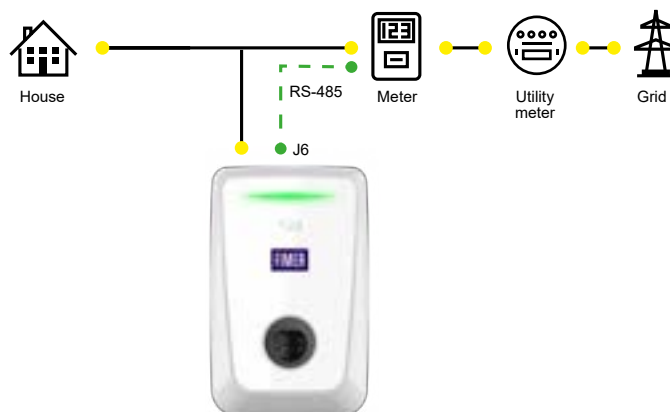 123
RS-485
House
Meter
Utility
meter
Grid
J6
FIMER